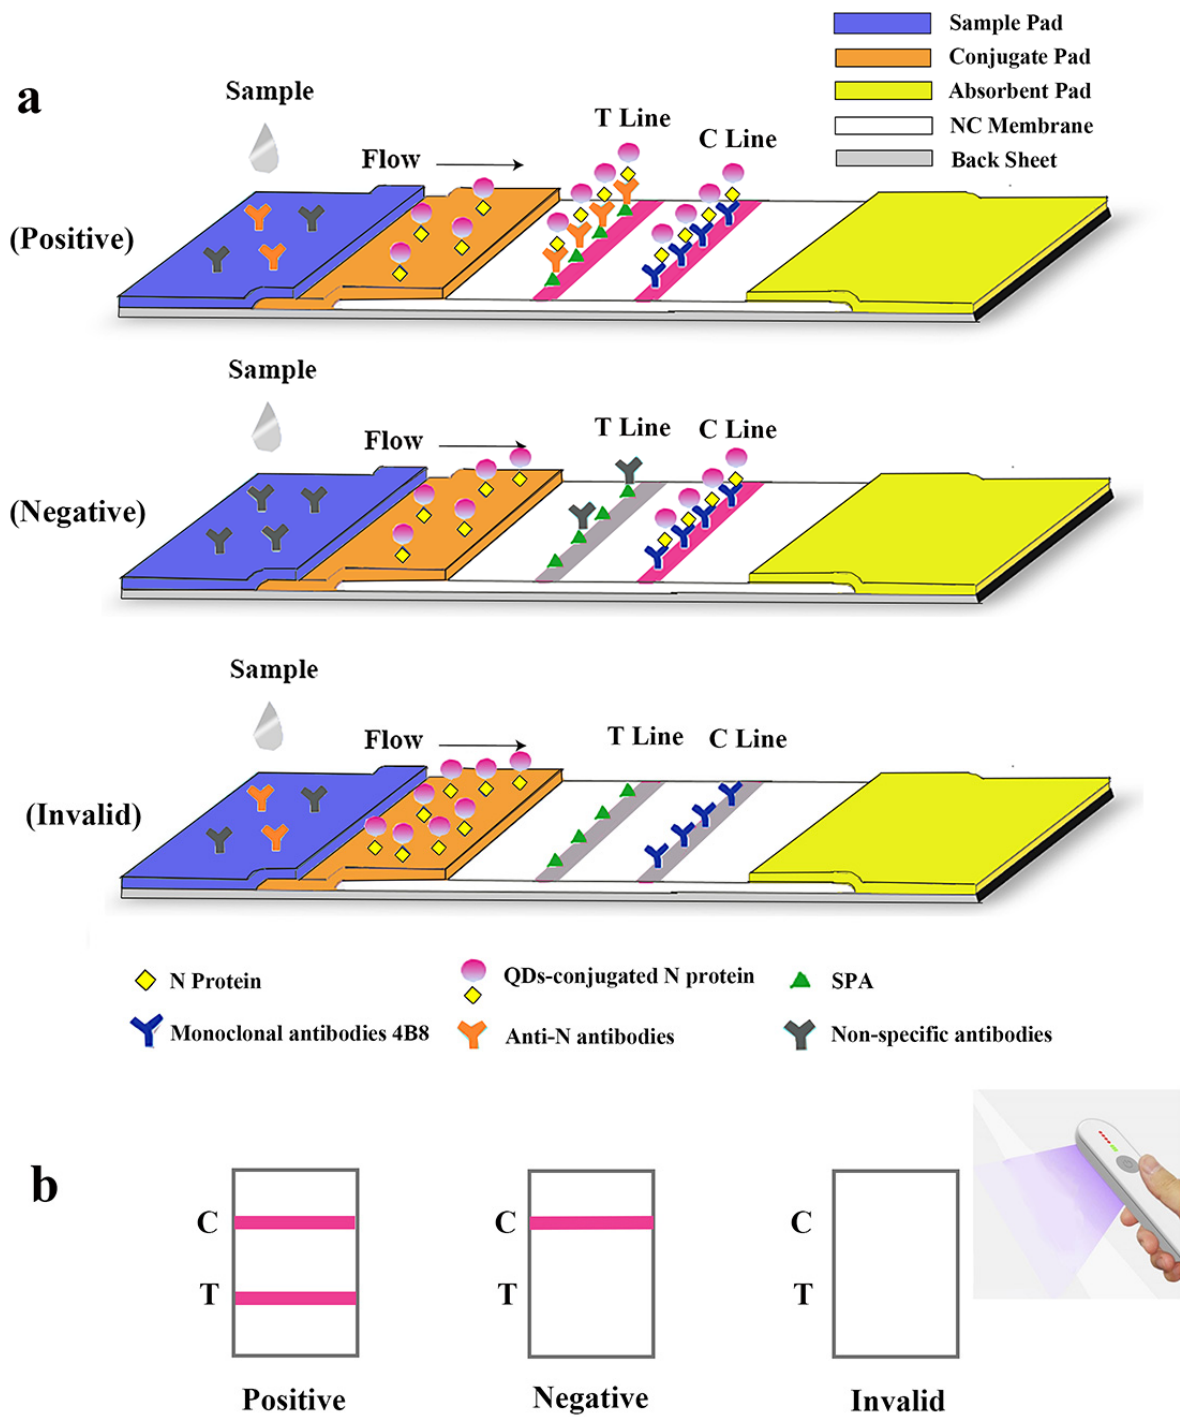 Sample Pad
Conjugate Pad
Absorbent Pad
NC Membrane
Back Sheet
a
Sample
Flow
T Line
C Line
(Positive)
Sample
Flow
T Line
C Line
(Negative)
Sample
Flow
T Line
C Line
(Invalid)
N Protein
QDs-conjugated N protein
SPA
Monoclonal antibodies 4B8
Anti-N antibodies
Non-specific antibodies
b
C
T
Positive
C
T
Negative
C
T
Invalid